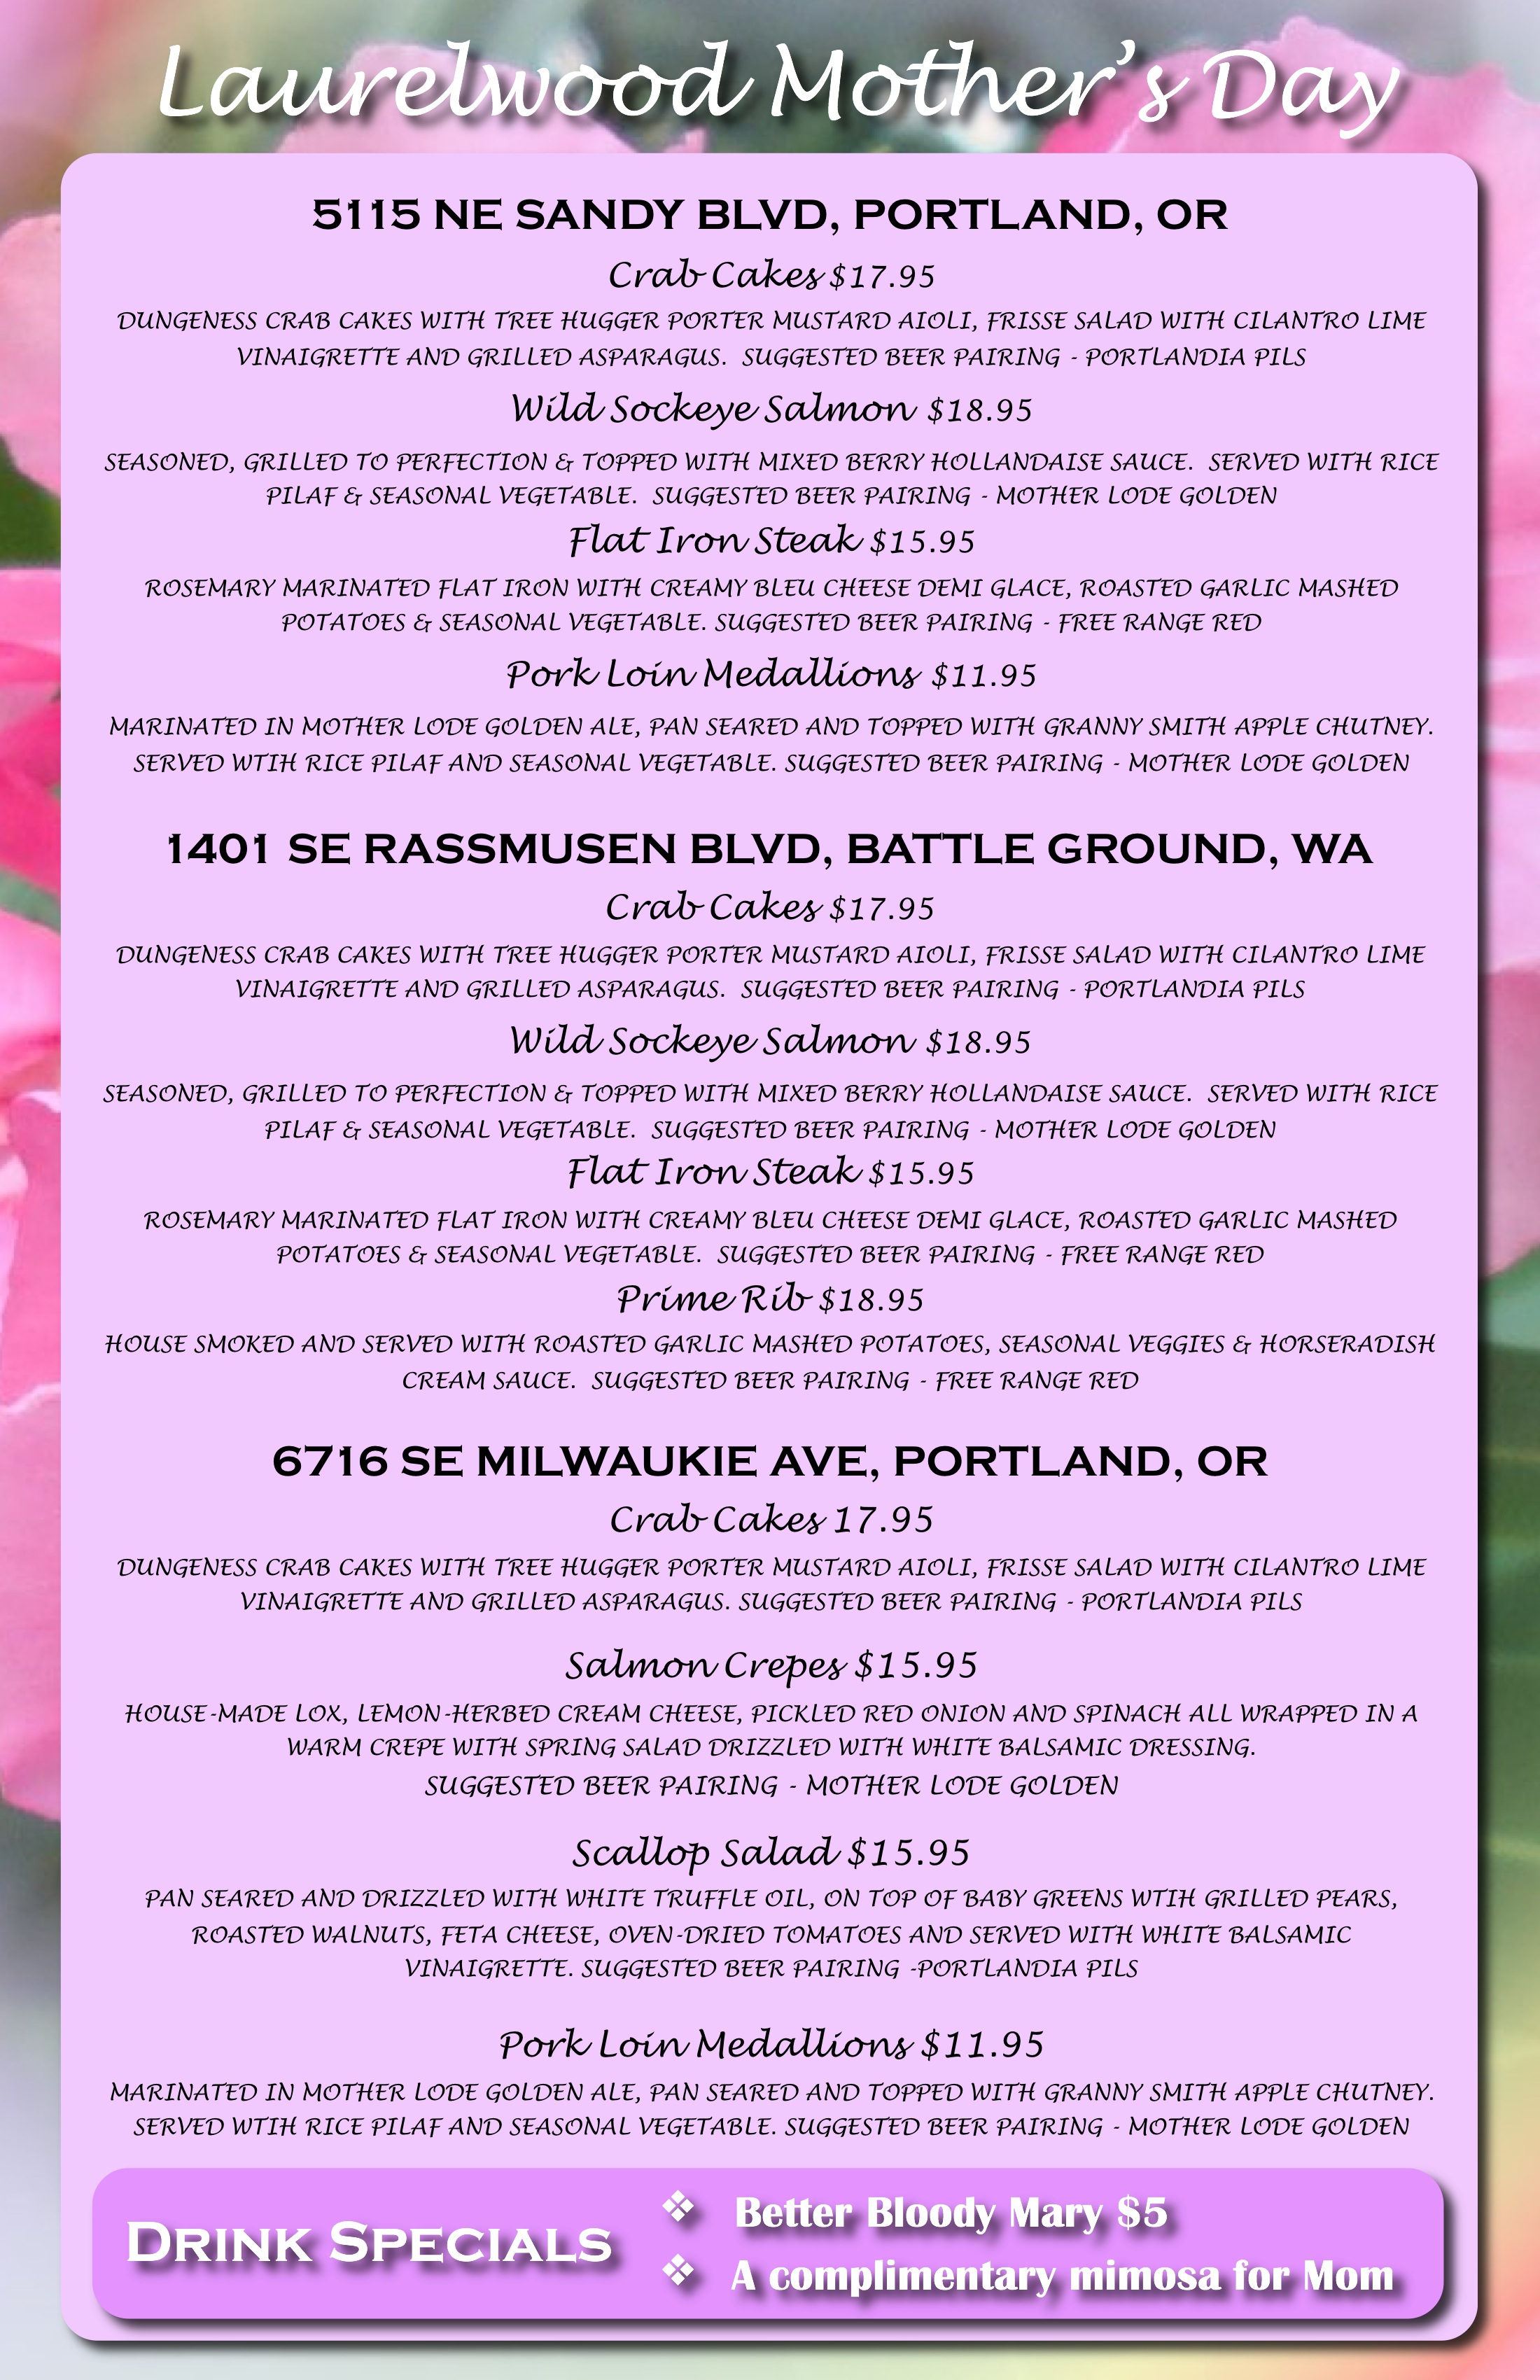 Laurelwood Mother's Day
5115 NE SANDY BLVD, PORTLAND, OR
Crab Cakes $17.95
DUNGENESS CRAB CAKES WITH TREE HUGGER PORTER MUSTARD AIOLI, FRISSE SALAD WITH CILANTRO LIME
VINAIGRETTE AND GRILLED ASPARAGUS. SUGGESTED BEER PAIRING - PORTLANDIA PILS
Wild Sockeye Salmon $18.95
SEASONED, GRILLED TO PERFECTION & TOPPED WITH MIXED BERRY HOLLANDAISE SAUCE. SERVED WITH RICE
PILAF & SEASONAL VEGETABLE. SUGGESTED BEER PAIRING - MOTHER LODE GOLDEN
Flat Iron Steak $15.95
ROSEMARY MARINATED FLAT IRON WITH CREAMY BLEU CHEESE DEMI GLACE, ROASTED GARLIC MASHED
POTATOES & SEASONAL VEGETABLE. SUGGESTED BEER PAIRING - FREE RANGE RED
Pork Loin Medallions $11.95
MARINATED IN MOTHER LODE GOLDEN ALE, PAN SEARED AND TOPPED WITH GRANNY SMITH APPLE CHUTNEY.
SERVED WTIH RICE PILAF AND SEASONAL VEGETABLE. SUGGESTED BEER PAIRING - MOTHER LODE GOLDEN
1401 SE RASSMUSEN BLVD, BATTLE GROUND, WA
Crab Cakes $17.95
DUNGENESS CRAB CAKES WITH TREE HUGGER PORTER MUSTARD AIOLI, FRISSE SALAD WITH CILANTRO LIME
VINAIGRETTE AND GRILLED ASPARAGUS. SUGGESTED BEER PAIRING - PORTLANDIA PILS
Wild Sockeye Salmon $18.95
SEASONED, GRILLED TO PERFECTION & TOPPED WITH MIXED BERRY HOLLANDAISE SAUCE. SERVED WITH RICE
PILAF & SEASONAL VEGETABLE. SUGGESTED BEER PAIRING - MOTHER LODE GOLDEN
Flat Iron Steak $15.95
ROSEMARY MARINATED FLAT IRON WITH CREAMY BLEU CHEESE DEMI GLACE, ROASTED GARLIC MASHED
POTATOES & SEASONAL VEGETABLE. SUGGESTED BEER PAIRING - FREE RANGE RED
Prime Rib $18.95
HOUSE SMOKED AND SERVED WITH ROASTED GARLIC MASHED POTATOES, SEASONAL VEGGIES & HORSERADISH
CREAM SAUCE. SUGGESTED BEER PAIRING - FREE RANGE RED
6716 SE MILWAUKIE AVE, PORTLAND, OR
Crab Cakes 17.95
DUNGENESS CRAB CAKES WITH TREE HUGGER PORTER MUSTARD AIOLI, FRISSE SALAD WITH CILANTRO LIME
VINAIGRETTE AND GRILLED ASPARAGUS. SUGGESTED BEER PAIRING - PORTLANDIA PILS
Salmon Crepes $15.95
HOUSE-MADE LOX, LEMON-HERBED CREAM CHEESE, PICKLED RED ONION AND SPINACH ALL WRAPPED IN A
WARM CREPE WITH SPRING SALAD DRIZZLED WITH WHITE BALSAMIC DRESSING.
SUGGESTED BEER PAIRING - MOTHER LODE GOLDEN
Scallop Salad $15.95
PAN SEARED AND DRIZZLED WITH WHITE TRUFFLE OIL, ON TOP OF BABY GREENS WTIH GRILLED PEARS,
ROASTED WALNUTS, FETA CHEESE, OVEN-DRIED TOMATOES AND SERVED WITH WHITE BALSAMIC
VINAIGRETTE. SUGGESTED BEER PAIRING -PORTLANDIA PILS
Pork Loin Medallions $11.95
MARINATED IN MOTHER LODE GOLDEN ALE, PAN SEARED AND TOPPED WITH GRANNY SMITH APPLE CHUTNEY.
SERVED WTIH RICE PILAF AND SEASONAL VEGETABLE. SUGGESTED BEER PAIRING - MOTHER LODE GOLDEN
DRINK SPECIALS
❖ Better Bloody Mary $5
❖ A complimentary mimosa for Mom